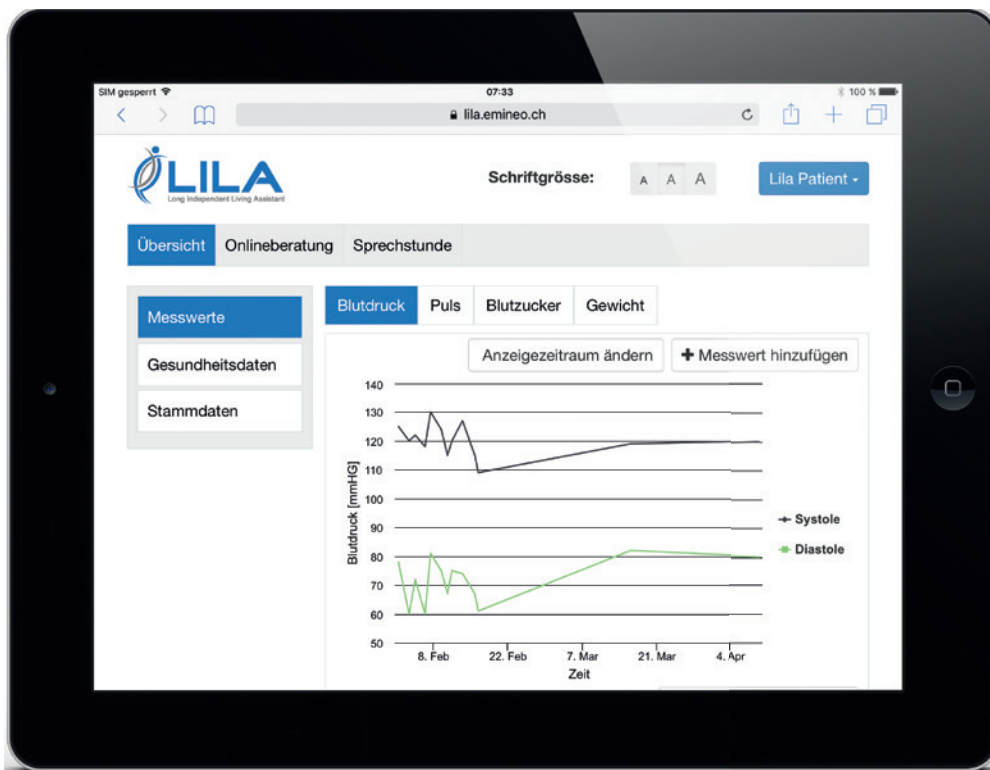 SIM gesperrt 07:33 100 %
lila.emineo.ch
LILA
Long Independent Living Assistant
Schriftgrösse: A A A Lila Patient
Übersicht Onlineberatung Sprechstunde
Messwerte
Gesundheitsdaten
Stammdaten
Blutdruck Puls Blutzucker Gewicht
Anzeigezeitraum ändern + Messwert hinzufügen
140
130
120
110
100
90
80
70
60
50
Blutdruck [mmHG]
Systole
Diastole
8. Feb 22. Feb 7. Mar 21. Mar 4. Apr
Zeit